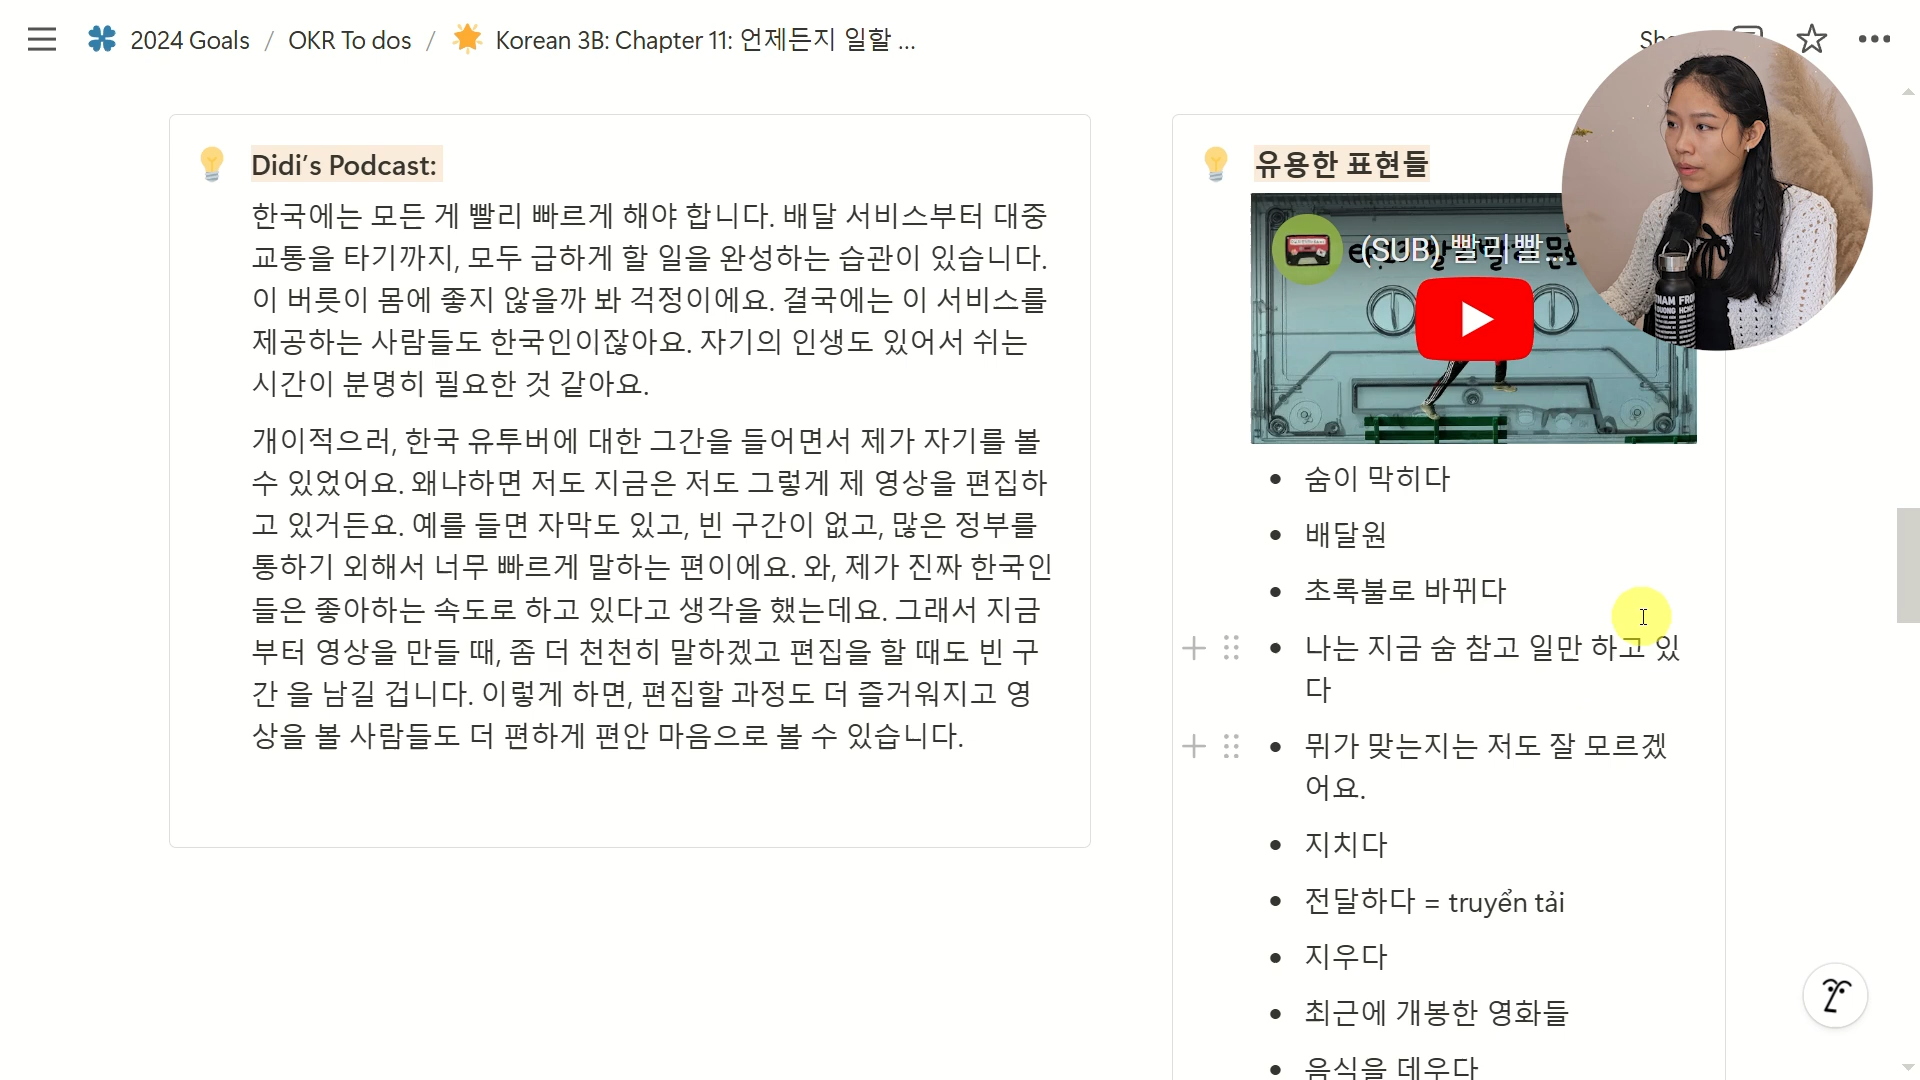 2024 Goals / OKR To dos / Korean 3B: Chapter 11: 언제든지 일할 ...
Didi's Podcast:
한국에는 모든 게 빨리 빠르게 해야 합니다. 배달 서비스부터 대중
교통을 타기까지, 모두 급하게 할 일을 완성하는 습관이 있습니다.
이 버릇이 몸에 좋지 않을까 봐 걱정이에요. 결국에는 이 서비스를
제공하는 사람들도 한국인이잖아요. 자기의 인생도 있어서 쉬는
시간이 분명히 필요한 것 같아요.
개이적으러, 한국 유투버에 대한 그간을 들어면서 제가 자기를 볼
수 있었어요. 왜냐하면 저도 지금은 저도 그렇게 제 영상을 편집하
고 있거든요. 예를 들면 자막도 있고, 빈 구간이 없고, 많은 정부를
통하기 외해서 너무 빠르게 말하는 편이에요. 와, 제가 진짜 한국인
들은 좋아하는 속도로 하고 있다고 생각을 했는데요. 그래서 지금
부터 영상을 만들 때, 좀 더 천천히 말하겠고 편집을 할 때도 빈 구
간 을 남길 겁니다. 이렇게 하면, 편집할 과정도 더 즐거워지고 영
상을 볼 사람들도 더 편하게 편안 마음으로 볼 수 있습니다.
유용한 표현들
(SUB) 빨리빨...
숨이 막히다
배달원
초록불로 바뀌다
나는 지금 숨 참고 일만 하고 있
다
뭐가 맞는지는 저도 잘 모르겠
어요.
지치다
전달하다 = truyển tải
지우다
최근에 개봉한 영화들
음식을 데우다